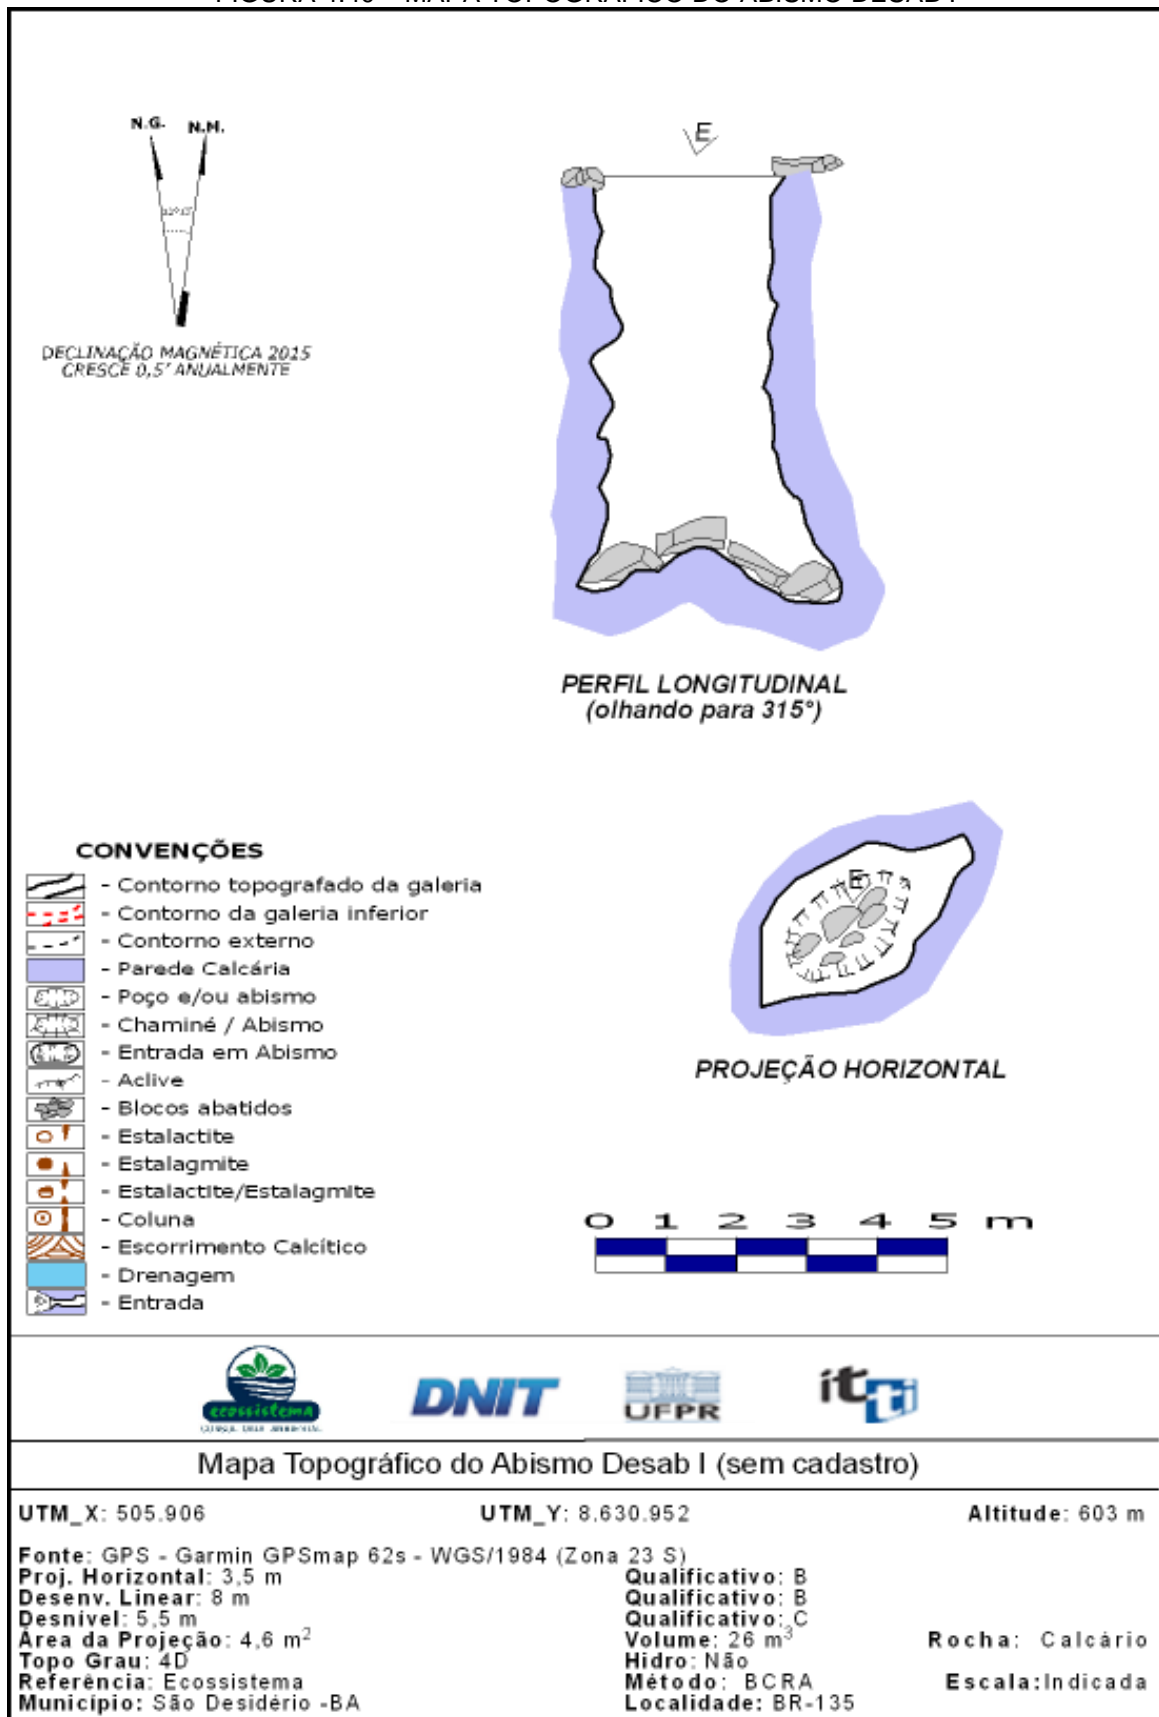 N.G. N.M.
E
DECLINAÇÃO MAGNÉTICA 2015
CRESCE 0,5' ANUALMENTE
PERFIL LONGITUDINAL
(olhando para 315°)
CONVENÇÕES
- Contorno topografado da galeria
- Contorno da galeria inferior
- Contorno externo
- Parede Calcária
- Poço e/ou abismo
- Chaminé / Abismo
- Entrada em Abismo
- Aclive
- Blocos abatidos
- Estalactite
- Estalagmite
- Estalactite/Estalagmite
- Coluna
- Escorrimento Calcítico
- Drenagem
- Entrada
E
PROJEÇÃO HORIZONTAL
0 1 2 3 4 5 m
ecossistema
DNIT
UFPR
itti
Mapa Topográfico do Abismo Desab I (sem cadastro)
UTM_X: 505.906 UTM_Y: 8.630.952 Altitude: 603 m
Fonte: GPS - Garmin GPSmap 62s - WGS/1984 (Zona 23 S)
Proj. Horizontal: 3,5 m Qualificativo: B
Desenv. Linear: 8 m Qualificativo: B
Desnível: 5,5 m Qualificativo: C
Área da Projeção: 4,6 m² Volume: 26 m³ Rocha: Calcário
Topo Grau: 4D Hidro: Não
Referência: Ecossistema Método: BCRA Escala:Indicada
Município: São Desidério -BA Localidade: BR-135